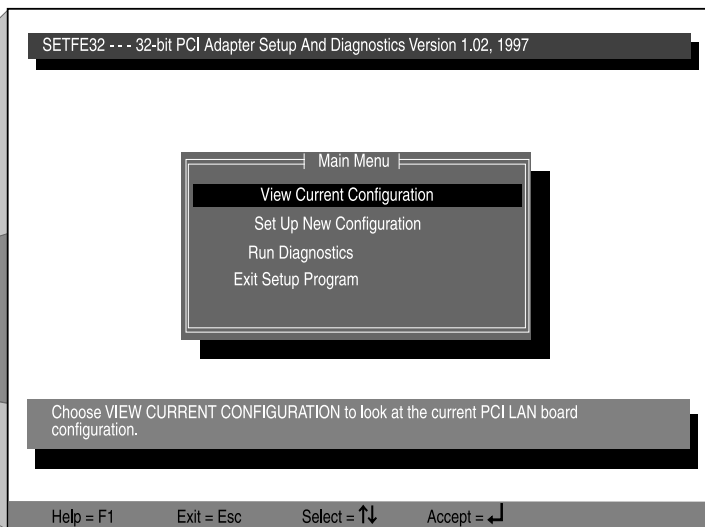 SETFE32 - - - 32-bit PCI Adapter Setup And Diagnostics Version 1.02, 1997
Main Menu
View Current Configuration
Set Up New Configuration
Run Diagnostics
Exit Setup Program
Choose VIEW CURRENT CONFIGURATION to look at the current PCI LAN board
configuration.
Help = F1 Exit = Esc Select = ↑↓ Accept = ↵